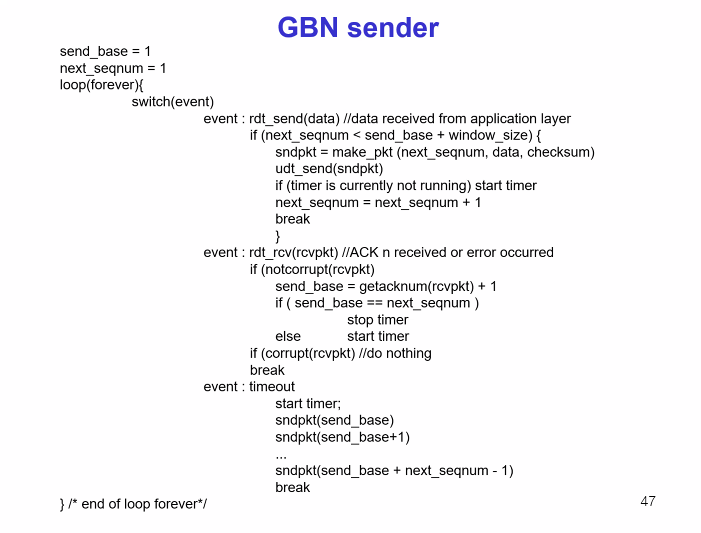 GBN sender
send_base = 1
next_seqnum = 1
loop(forever){
switch(event)
event : rdt_send(data) //data received from application layer
if (next_seqnum < send_base + window_size) {
sndpkt = make_pkt (next_seqnum, data, checksum)
udt_send(sndpkt)
if (timer is currently not running) start timer
next_seqnum = next_seqnum + 1
break
}
event : rdt_rcv(rcvpkt) //ACK n received or error occurred
if (notcorrupt(rcvpkt)
send_base = getacknum(rcvpkt) + 1
if ( send_base == next_seqnum )
stop timer
else start timer
if (corrupt(rcvpkt) //do nothing
break
event : timeout
start timer;
sndpkt(send_base)
sndpkt(send_base+1)
...
sndpkt(send_base + next_seqnum - 1)
break
} /* end of loop forever*/
47